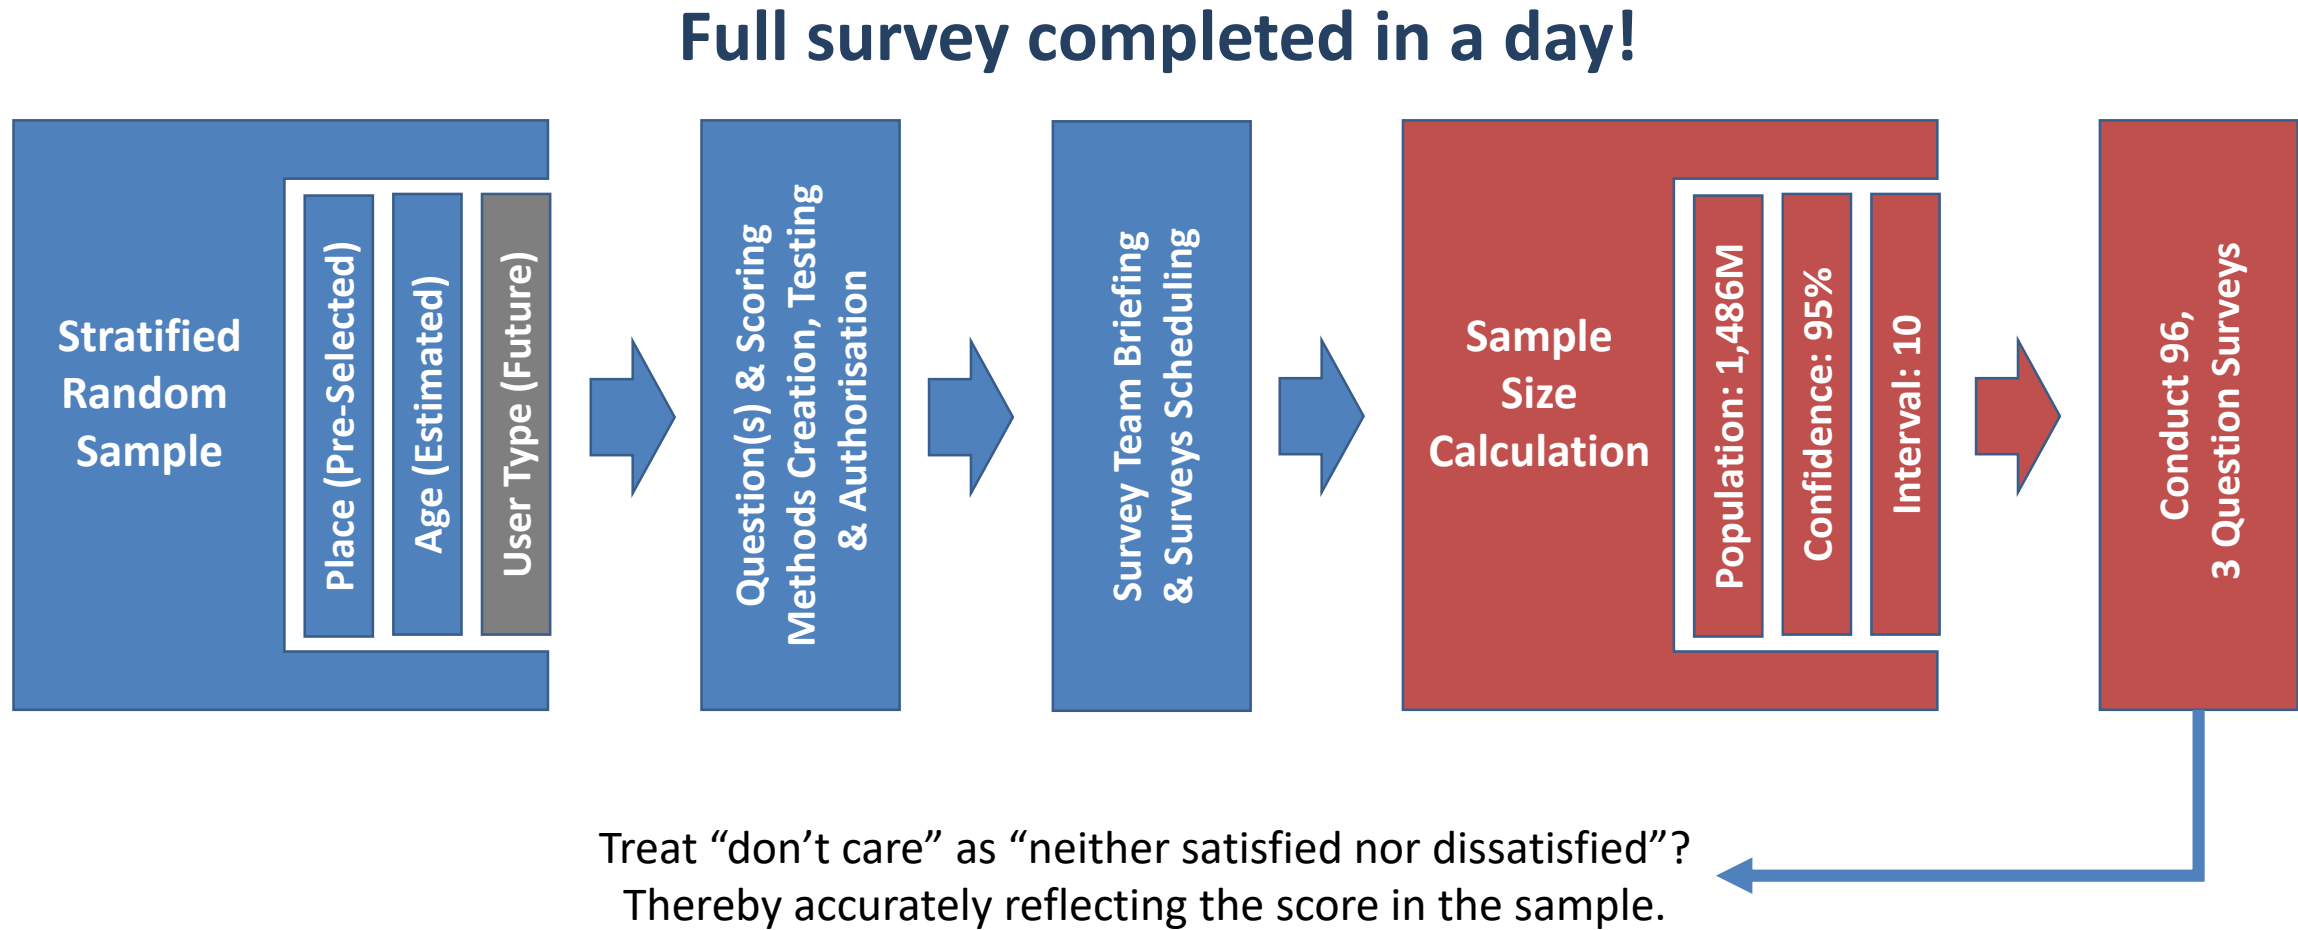 Full survey completed in a day!
Stratified
Random
Sample
Place (Pre-Selected)
Age (Estimated)
User Type (Future)
Question(s) & Scoring
Methods Creation, Testing
& Authorisation
Survey Team Briefing
& Surveys Scheduling
Sample
Size
Calculation
Population: 1,486M
Confidence: 95%
Interval: 10
Conduct 96,
3 Question Surveys
Treat “don’t care” as “neither satisfied nor dissatisfied”?
Thereby accurately reflecting the score in the sample.